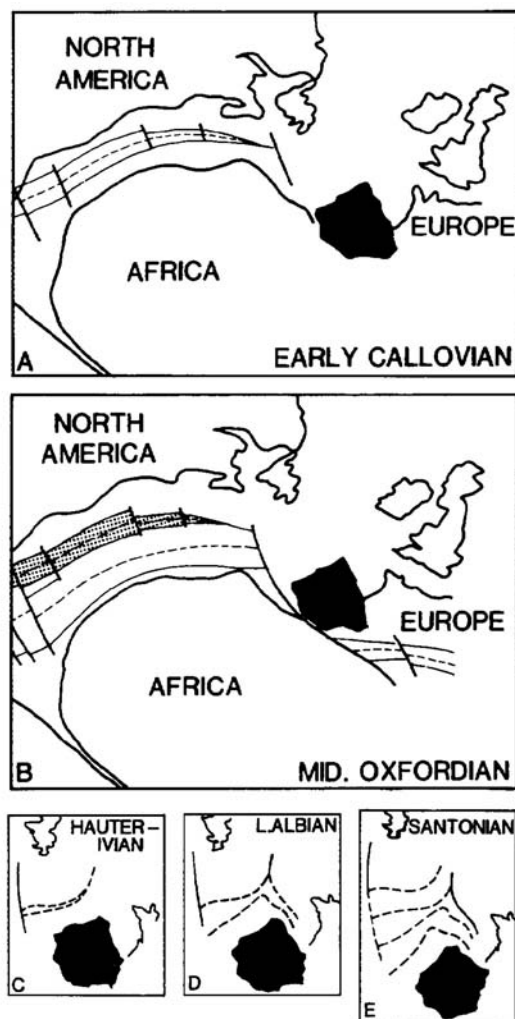 NORTH
AMERICA
EUROPE
AFRICA
A
EARLY CALLOVIAN
NORTH
AMERICA
EUROPE
AFRICA
B
MID. OXFORDIAN
HAUTER-
IVIAN
C
L.ALBIAN
D
SANTONIAN
E